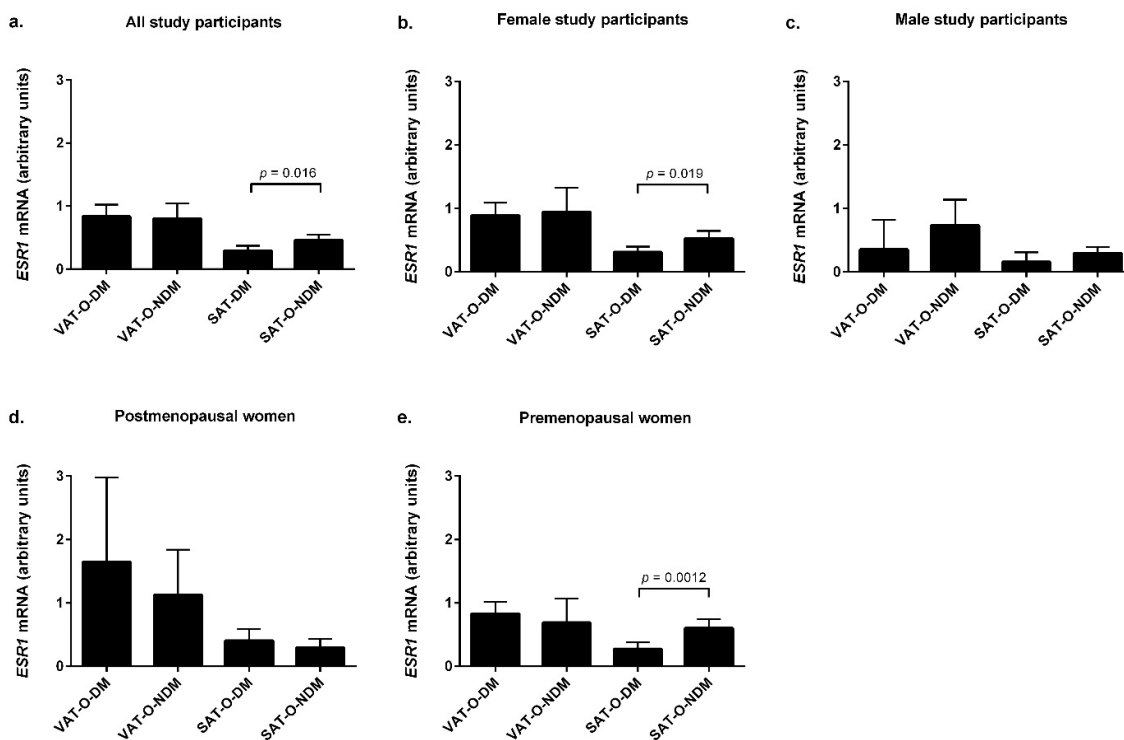 a.
All study participants
ESR1 mRNA (arbitrary units)
3
2
1
0
p = 0.016
VAT-O-DM
VAT-O-NDM
SAT-DM
SAT-O-NDM
b.
Female study participants
ESR1 mRNA (arbitrary units)
3
2
1
0
p = 0.019
VAT-O-DM
VAT-O-NDM
SAT-O-DM
SAT-O-NDM
c.
Male study participants
ESR1 mRNA (arbitrary units)
3
2
1
0
VAT-O-DM
VAT-O-NDM
SAT-O-DM
SAT-O-NDM
d.
Postmenopausal women
ESR1 mRNA (arbitrary units)
3
2
1
0
VAT-O-DM
VAT-O-NDM
SAT-O-DM
SAT-O-NDM
e.
Premenopausal women
ESR1 mRNA (arbitrary units)
3
2
1
0
p = 0.0012
VAT-O-DM
VAT-O-NDM
SAT-O-DM
SAT-O-NDM